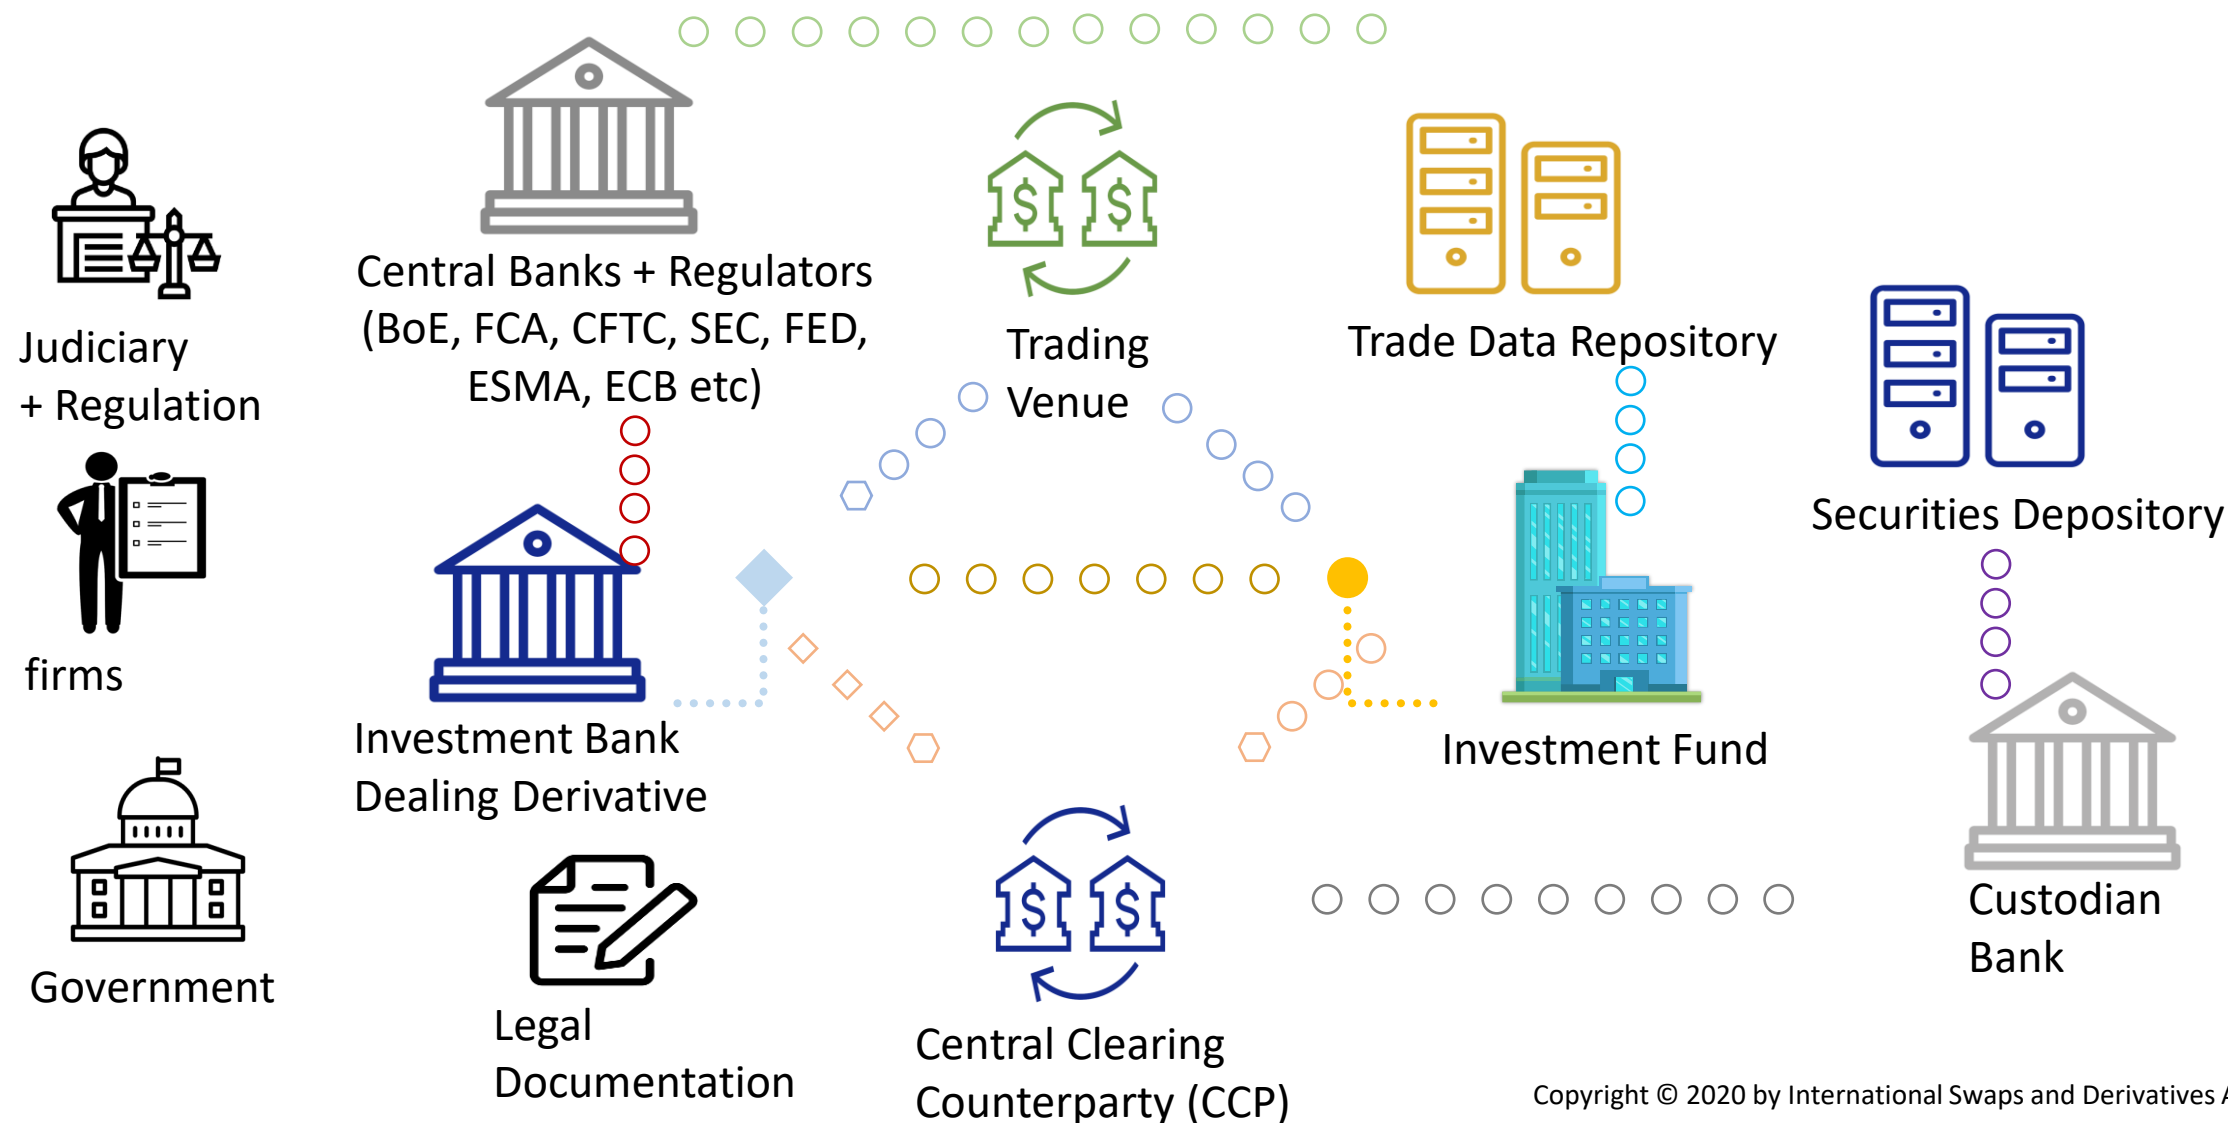 Central Banks + Regulators
(BoE, FCA, CFTC, SEC, FED,
ESMA, ECB etc)
Judiciary
+ Regulation
Trading
Venue
Trade Data Repository
Securities Depository
firms
Investment Bank
Dealing Derivative
Investment Fund
Custodian
Bank
Government
Legal
Documentation
Central Clearing
Counterparty (CCP)
$ $
$ $
Copyright © 2020 by International Swaps and Derivatives A